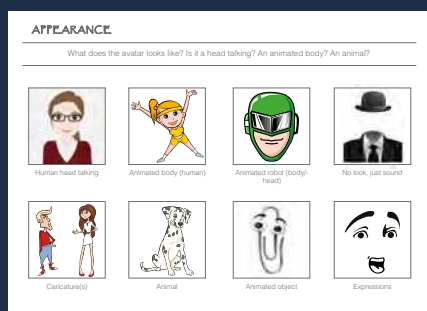 APPEARANCE
What does the avatar looks like? Is it a head talking? An animated body? An animal?
Human head talking
Animated body (human)
Animated robot (body/-
head)
No look, just sound
Caricature(s)
Animal
Animated object
Expressions